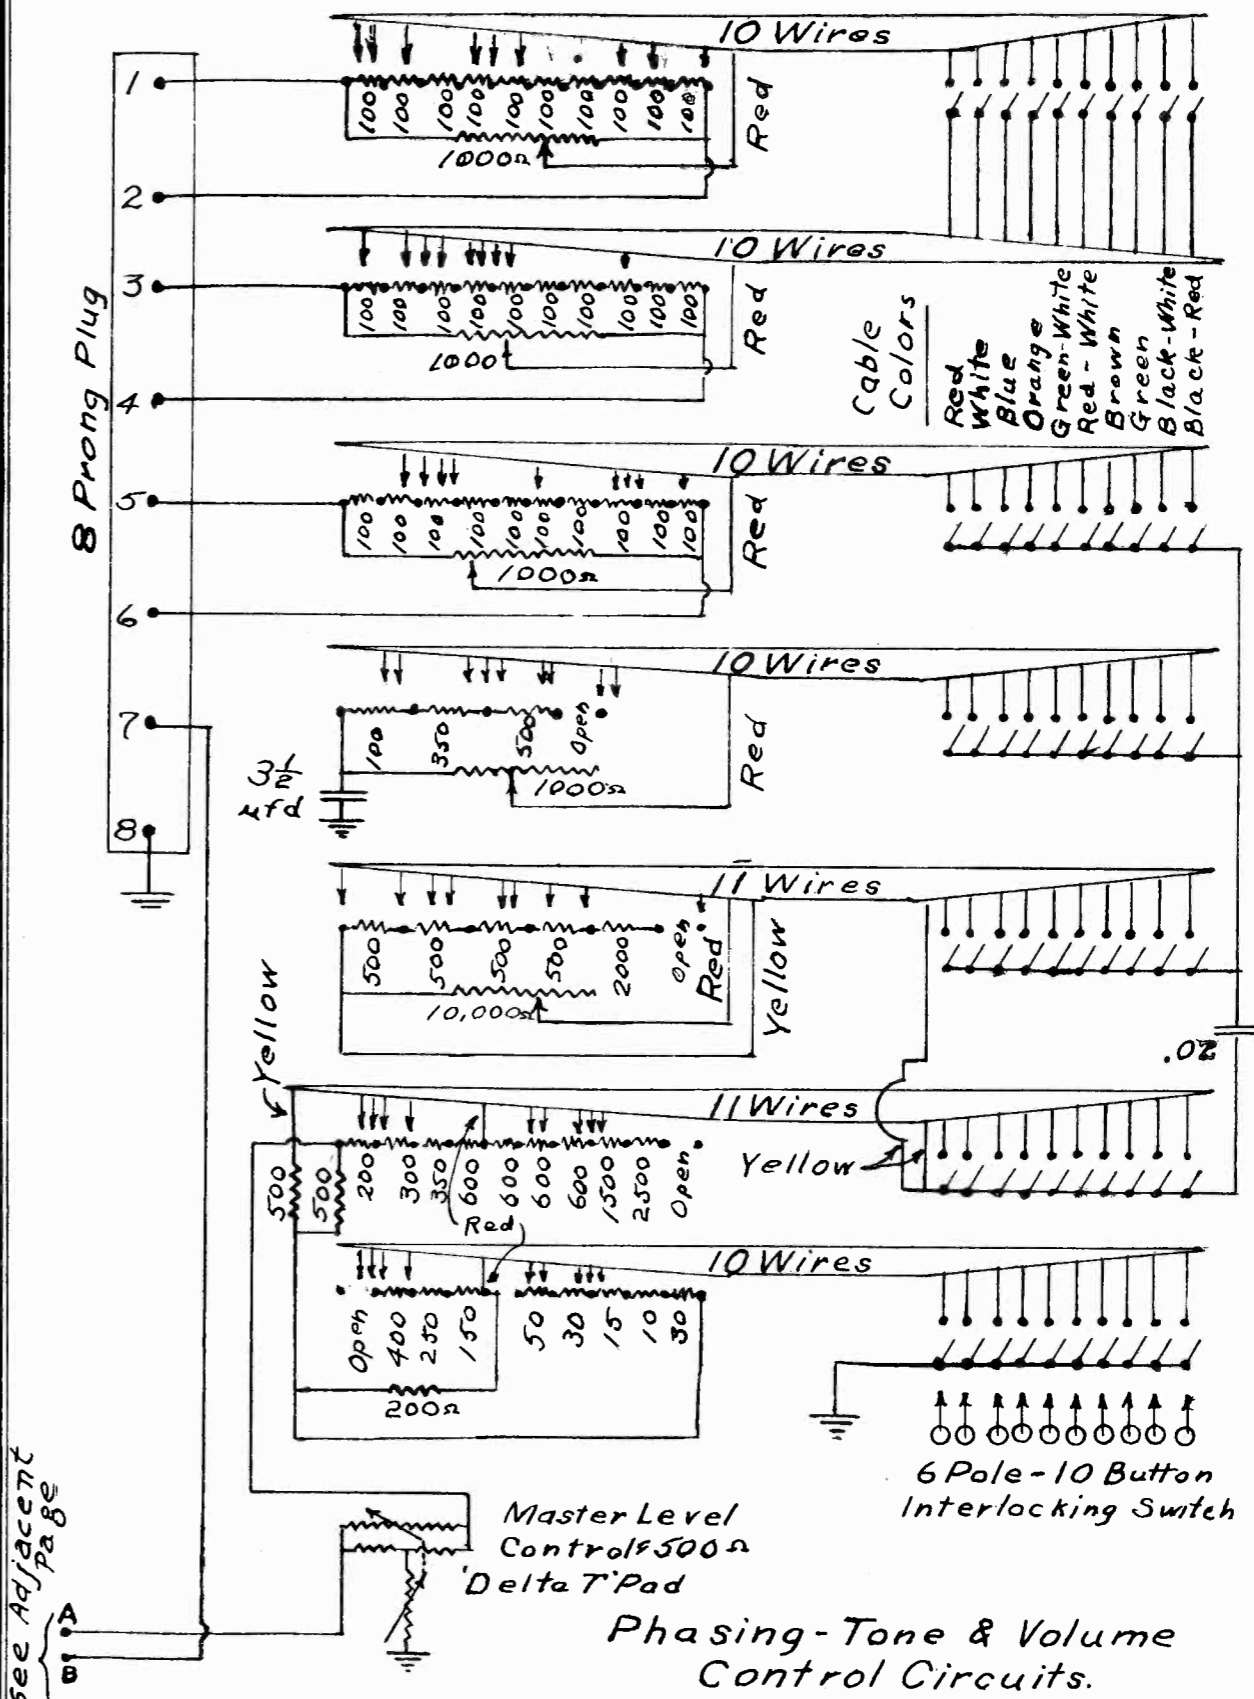 10 Wires
1
100 100 100 100 100 100 100 100 100 100
1000Ω
Red
2
10 Wires
3
100 100 100 100 100 100 100 100 100 100
1000
Red
4
8 Prong Plug
Cable
Colors
Red
White
Blue
Orange
Green-White
Red-White
Brown
Green
Black-White
Black-Red
10 Wires
5
100 100 100 100 100 100 100 100 100 100
1000Ω
Red
6
10 Wires
7
100 350 500 Open
1000Ω
Red
3½
μfd
8
11 Wires
500 500 500 500 2000 Open
10,000Ω
Red
Yellow
.02
Yellow
11 Wires
500 500 200 300 350 600 600 600 600 1500 2500 Open
Yellow
Red
10 Wires
Open 400 250 150 50 30 15 10 30
200Ω
6 Pole-10 Button
Interlocking Switch
Master Level
Control 500Ω
"Delta T" Pad
see Adjacent
Page
A
B
Phasing-Tone & Volume
Control Circuits.